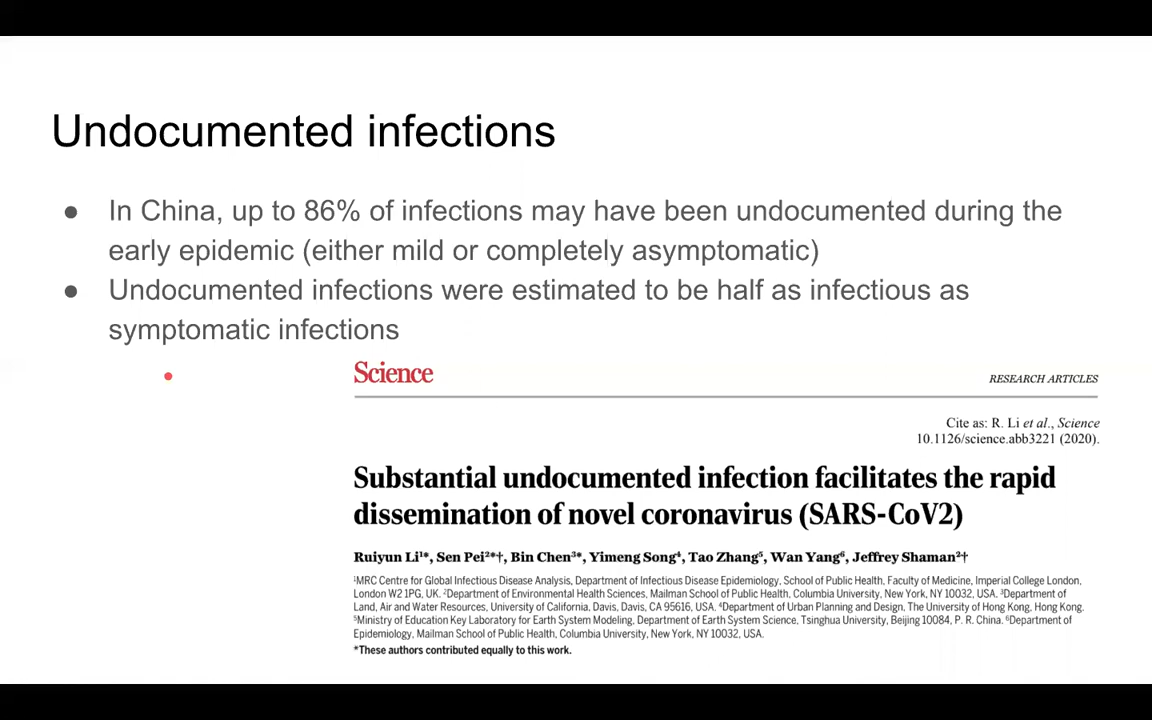 Undocumented infections
● In China, up to 86% of infections may have been undocumented during the
early epidemic (either mild or completely asymptomatic)
● Undocumented infections were estimated to be half as infectious as
symptomatic infections
Science
RESEARCH ARTICLES
Cite as: R. Li et al., Science
10.1126/science.abb3221 (2020).
Substantial undocumented infection facilitates the rapid
dissemination of novel coronavirus (SARS-CoV2)
Ruiyun Li¹*, Sen Pei²*†, Bin Chen³*, Yimeng Song⁴, Tao Zhang⁵, Wan Yang⁶, Jeffrey Shaman²†
¹MRC Centre for Global Infectious Disease Analysis, Department of Infectious Disease Epidemiology, School of Public Health, Faculty of Medicine, Imperial College London,
London W2 1PG, UK. ²Department of Environmental Health Sciences, Mailman School of Public Health, Columbia University, New York, NY 10032, USA. ³Department of
Land, Air and Water Resources, University of California, Davis, Davis, CA 95616, USA. ⁴Department of Urban Planning and Design, The University of Hong Kong, Hong Kong.
⁵Ministry of Education Key Laboratory for Earth System Modeling, Department of Earth System Science, Tsinghua University, Beijing 10084, P. R. China. ⁶Department of
Epidemiology, Mailman School of Public Health, Columbia University, New York, NY 10032, USA.
*These authors contributed equally to this work.